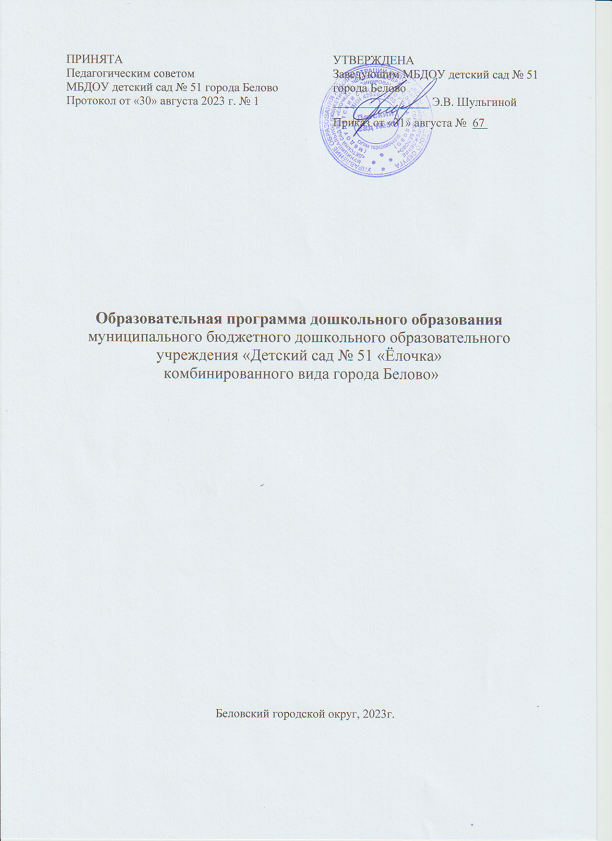 ПРИНЯТА
Педагогическим советом
МБДОУ детский сад № 51 города Белово
Протокол от «30» августа 2023 г. № 1
УТВЕРЖДЕНА
Заведующим МБДОУ детский сад № 51
города Белово
Э.В. Шульгиной
Приказ от «31» августа № 67
Образовательная программа дошкольного образования
муниципального бюджетного дошкольного образовательного
учреждения «Детский сад № 51 «Ёлочка»
комбинированного вида города Белово»
Беловский городской округ, 2023г.